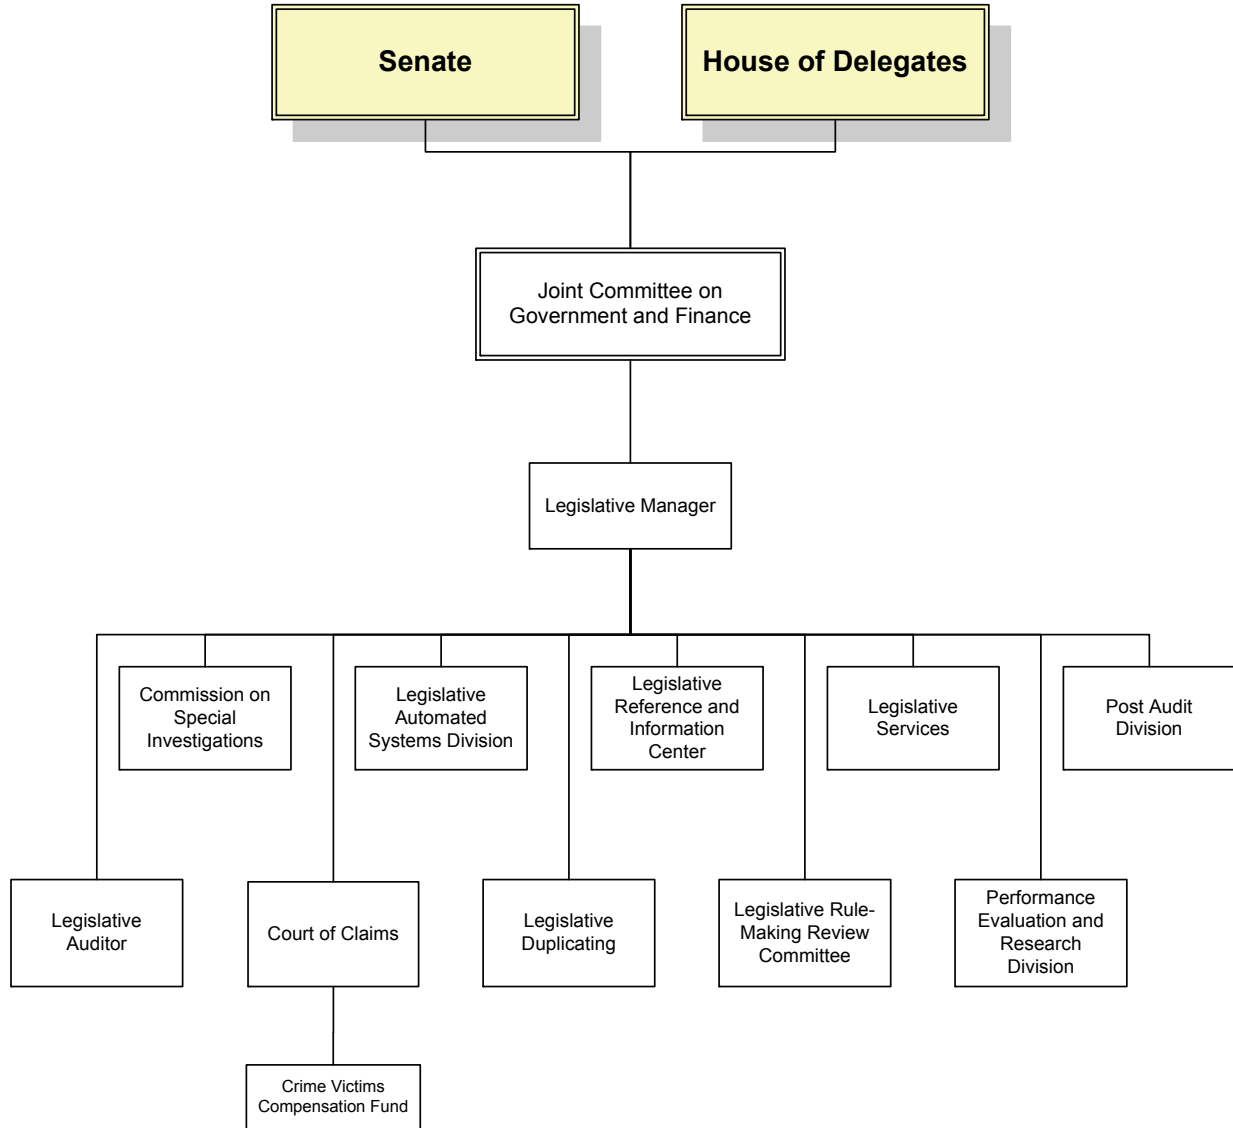 Senate
House of Delegates
Joint Committee on
Government and Finance
Legislative Manager
Commission on
Special
Investigations
Legislative
Automated
Systems Division
Legislative
Reference and
Information
Center
Legislative
Services
Post Audit
Division
Legislative
Auditor
Court of Claims
Legislative
Duplicating
Legislative Rule-
Making Review
Committee
Performance
Evaluation and
Research
Division
Crime Victims
Compensation Fund